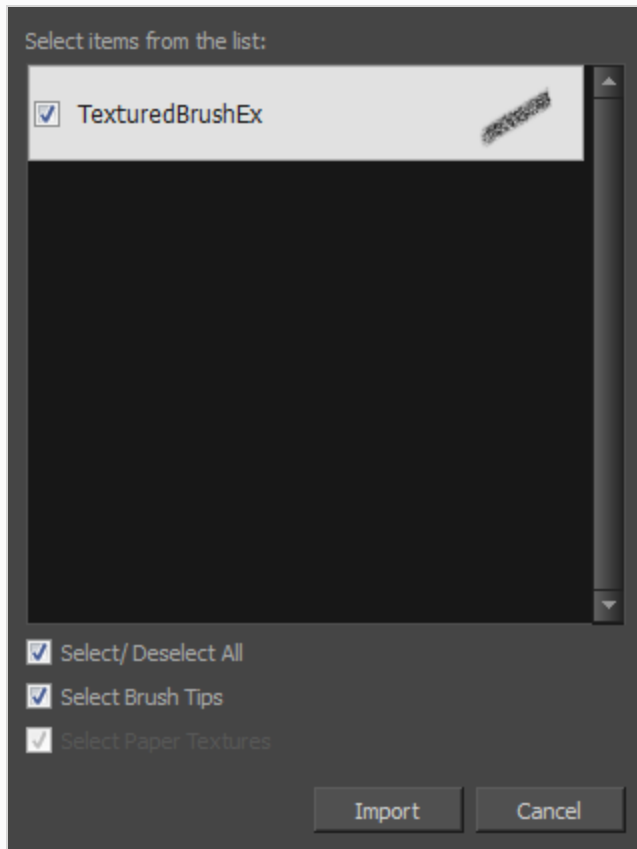 Select items from the list:
TexturedBrushEx
Select/ Deselect All
Select Brush Tips
Select Paper Textures
Import Cancel